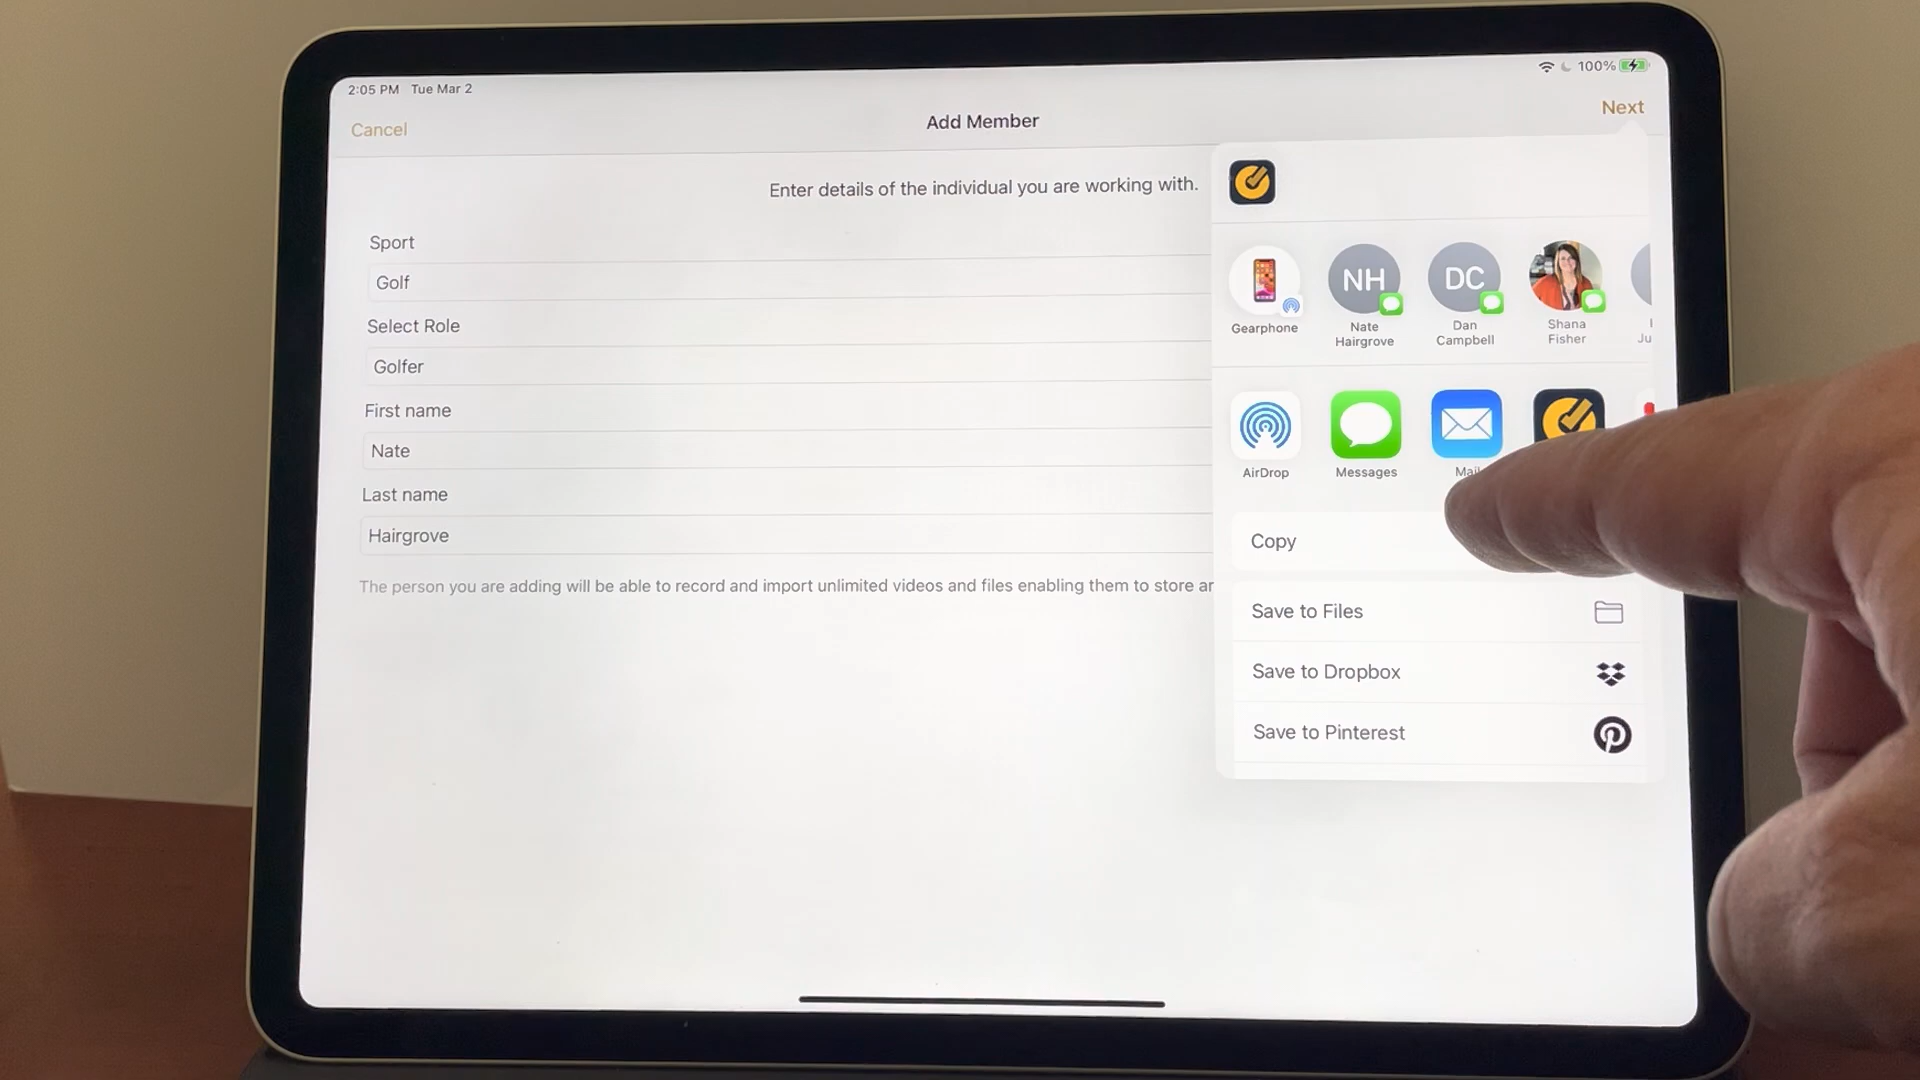 2:05 PM Tue Mar 2
100%
Cancel
Add Member
Next
Enter details of the individual you are working with.
Sport
Golf
Select Role
Golfer
First name
Nate
Last name
Hairgrove
The person you are adding will be able to record and import unlimited videos and files enabling them to store
Gearphone
NH
Nate
Hairgrove
DC
Dan
Campbell
Shana
Fisher
Ju
AirDrop
Messages
Mail
Copy
Save to Files
Save to Dropbox
Save to Pinterest